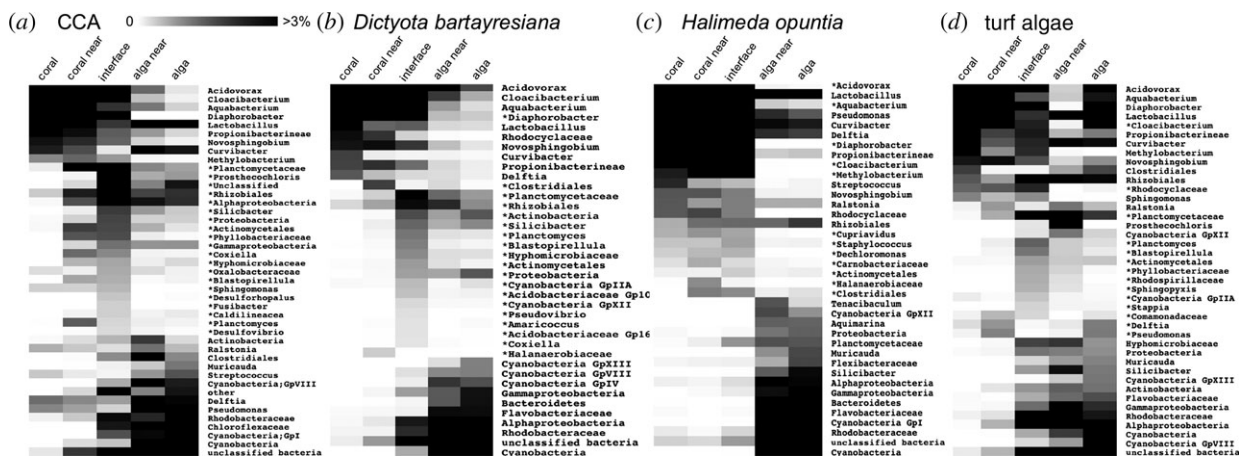 (a) CCA 0 >3%
coral
coral near
interface
alga near
alga
Acidovorax
Cloacibacterium
Aquabacterium
Diaphorobacter
Lactobacillus
Propionibacterineae
Novosphingobium
Curvibacter
Methylobacterium
*Planctomycetaceae
*Prosthecochloris
*Unclassified
*Rhizobiales
*Alphaproteobacteria
*Silicibacter
*Proteobacteria
*Actinomycetales
*Phyllobacteriaceae
*Gammaproteobacteria
*Coxiella
*Hyphomicrobiaceae
*Oxalobacteraceae
*Blastopirellula
*Sphingomonas
*Desulforhopalus
*Fusibacter
*Caldilineacea
*Planctomyces
*Desulfovibrio
Actinobacteria
Ralstonia
Clostridiales
Muricauda
Streptococcus
Cyanobacteria;GpVIII
other
Delftia
Pseudomonas
Rhodobacteraceae
Chloroflexaceae
Cyanobacteria;GpI
Cyanobacteria
unclassified bacteria
(b) Dictyota bartayresiana
coral
coral near
interface
alga near
alga
Acidovorax
Cloacibacterium
Aquabacterium
*Diaphorobacter
Lactobacillus
Rhodocyclaceae
Novosphingobium
Curvibacter
Propionibacterineae
Delftia
*Clostridiales
*Planctomycetaceae
*Rhizobiales
*Actinobacteria
*Silicibacter
*Planctomyces
*Blastopirellula
*Hyphomicrobiaceae
*Actinomycetales
*Proteobacteria
*Cyanobacteria GpIIA
*Acidobacteriaceae Gp10
*Cyanobacteria GpXII
*Pseudovibrio
*Amaricoccus
*Acidobacteriaceae Gp16
*Coxiella
*Halanaerobiaceae
Cyanobacteria GpXIII
Cyanobacteria GpVIII
Cyanobacteria GpIV
Gammaproteobacteria
Bacteroidetes
Flavobacteriaceae
Alphaproteobacteria
Rhodobacteraceae
unclassified bacteria
Cyanobacteria
(c) Halimeda opuntia
coral
coral near
interface
alga near
alga
*Acidovorax
Lactobacillus
*Aquabacterium
Pseudomonas
Curvibacter
Delftia
*Diaphorobacter
Propionibacterineae
*Cloacibacterium
*Methylobacterium
Streptococcus
Novosphingobium
Ralstonia
Rhodocyclaceae
Rhizobiales
*Cupriavidus
*Staphylococcus
*Dechloromonas
*Carnobacteriaceae
*Actinomycetales
*Halanaerobiaceae
*Clostridiales
Tenacibaculum
Cyanobacteria GpXII
Aquimarina
Proteobacteria
Planctomycetaceae
Muricauda
Flexibacteraceae
Silicibacter
Alphaproteobacteria
Gammaproteobacteria
Bacteroidetes
Flavobacteriaceae
Cyanobacteria GpI
Rhodobacteraceae
unclassified bacteria
Cyanobacteria
(d) turf algae
coral
coral near
interface
alga near
alga
Acidovorax
Aquabacterium
Diaphorobacter
Lactobacillus
*Cloacibacterium
Propionibacterineae
Curvibacter
Methylobacterium
Novosphingobium
Clostridiales
Rhizobiales
*Rhodocyclaceae
Sphingomonas
Ralstonia
*Planctomycetaceae
Prosthecochloris
Cyanobacteria GpXII
*Planctomyces
*Blastopirellula
*Actinomycetales
*Phyllobacteriaceae
*Rhodospirillaceae
*Sphingopyxis
*Cyanobacteria GpIIA
*Stappia
*Comamonadaceae
*Delftia
*Pseudomonas
Hyphomicrobiaceae
Proteobacteria
Muricauda
Silicibacter
Cyanobacteria GpXIII
Actinobacteria
Flavobacteriaceae
Gammaproteobacteria
Rhodobacteraceae
Alphaproteobacteria
Cyanobacteria
Cyanobacteria GpVIII
unclassified bacteria